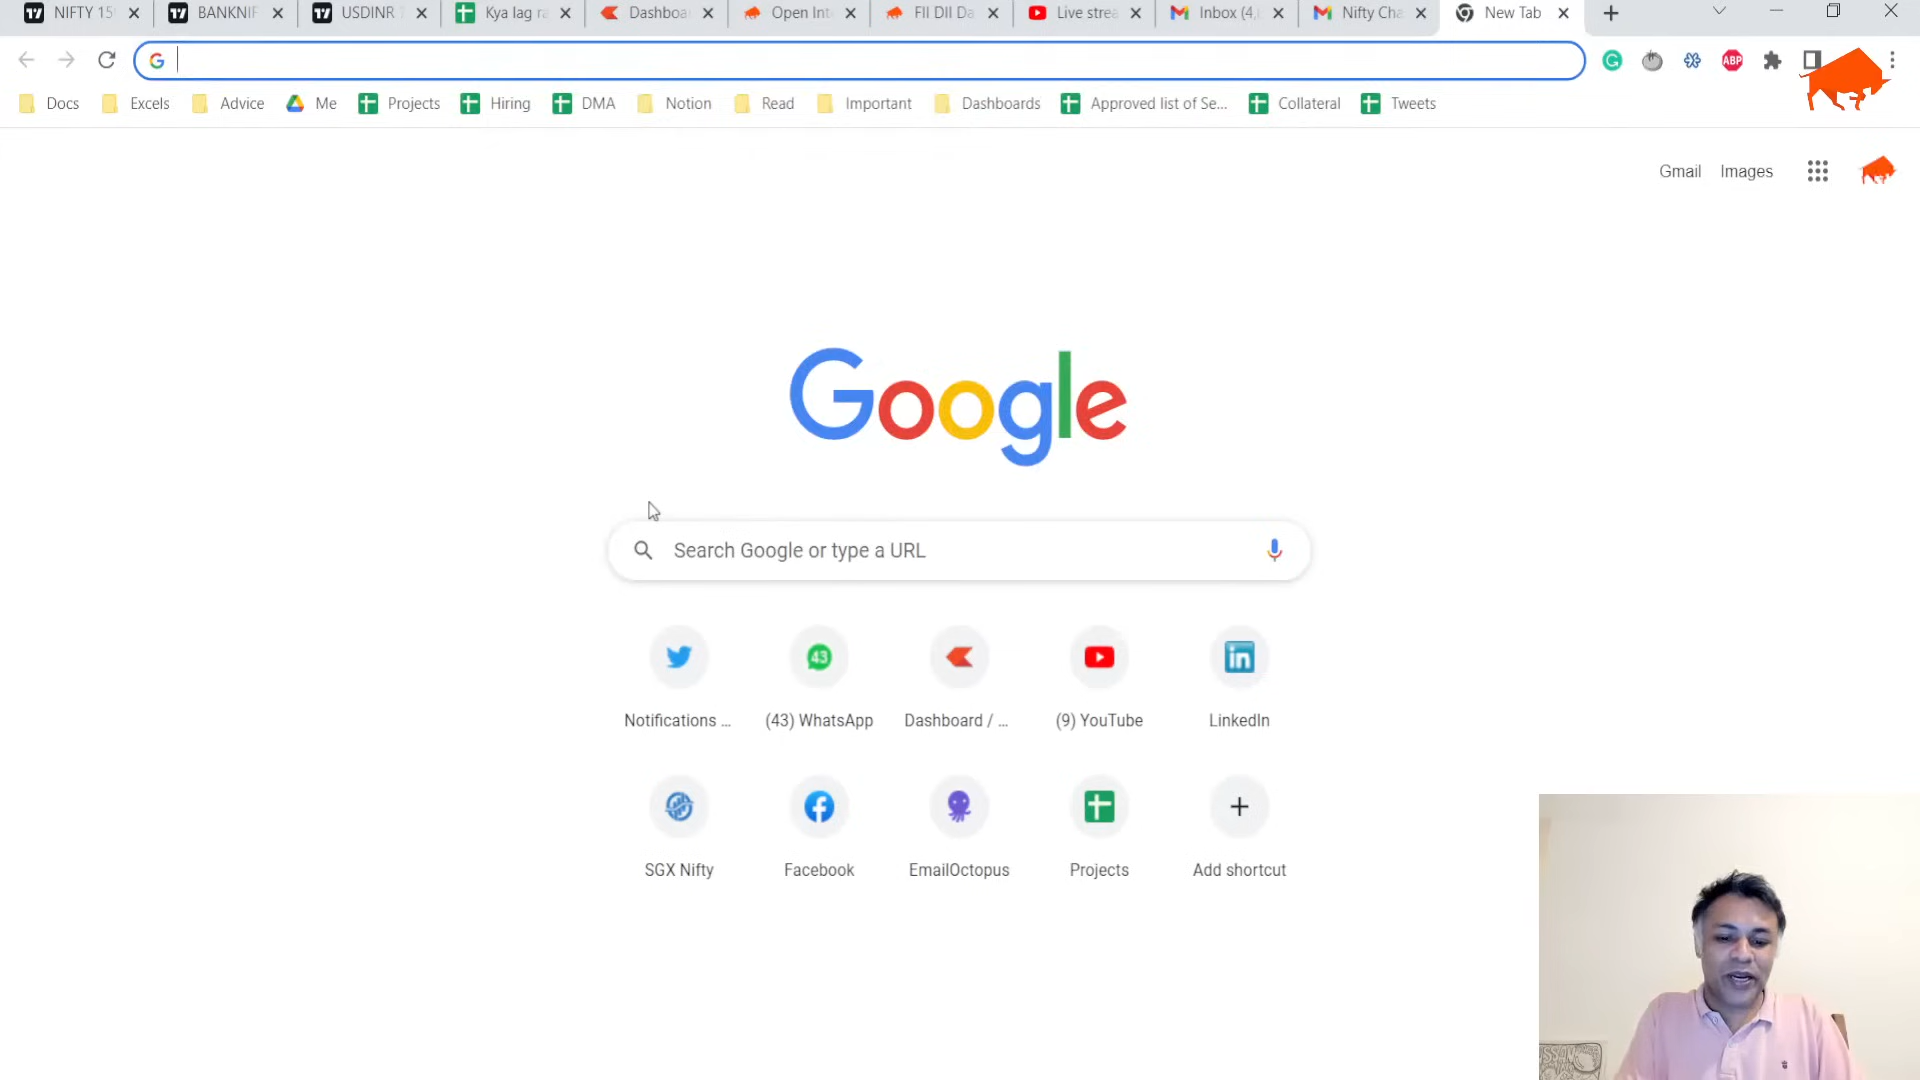 NIFTY 15
BANKNIF
USDINR
Kya lag ra
Dashboa
Open Int
FII DII Da
Live strea
Inbox (4,
Nifty Cha
New Tab
Docs
Excels
Advice
Me
Projects
Hiring
DMA
Notion
Read
Important
Dashboards
Approved list of Se...
Collateral
Tweets
ABP
Gmail
Images
Google
Search Google or type a URL
43
in
Notifications ...
(43) WhatsApp
Dashboard / ...
(9) YouTube
LinkedIn
SGX Nifty
Facebook
EmailOctopus
Projects
Add shortcut